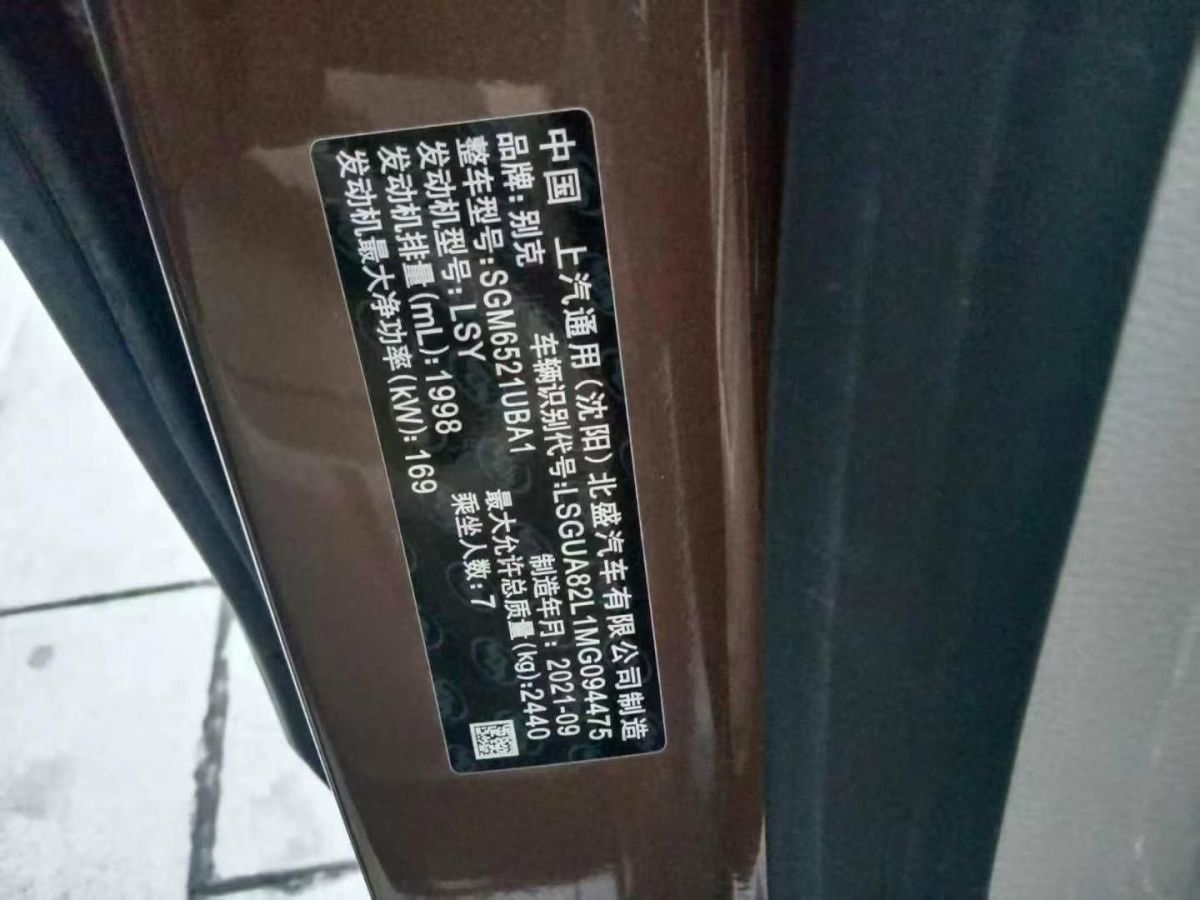 中国 上汽通用(沈阳)北盛汽车有限公司制造
品牌:别克 车辆识别代号:LSGUA82L1MG094475
整车型号:SGM6521UBA1 制造年月:2021-09
发动机型号:LSY 最大允许总质量(kg):2440
发动机排量(mL):1998 乘坐人数:7
发动机最大净功率(kW):169